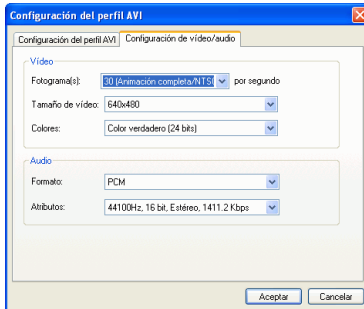 Configuración del perfil AVI
Configuración del perfil AVI Configuración de vídeo/audio
Vídeo
Fotograma(s): 30 (Animación completa/NTS por segundo
Tamaño de vídeo: 640x480
Colores: Color verdadero (24 bits)
Audio
Formato: PCM
Atributos: 44100Hz, 16 bit, Estéreo, 1411.2 Kbps
Aceptar Cancelar